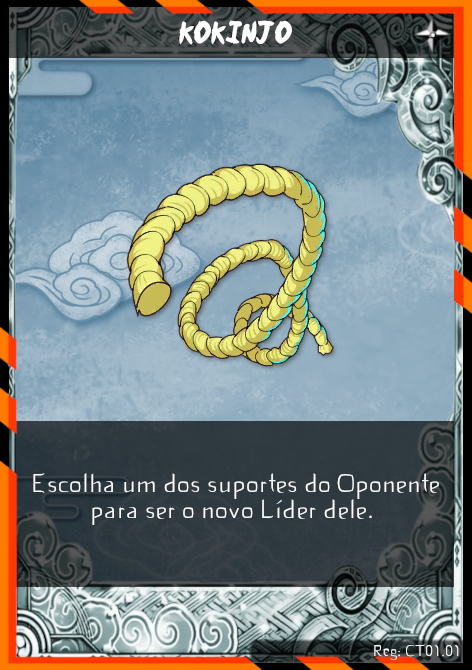 KOKINJO
Escolha um dos suportes do Oponente
para ser o novo Líder dele.
Reg: CT01.01